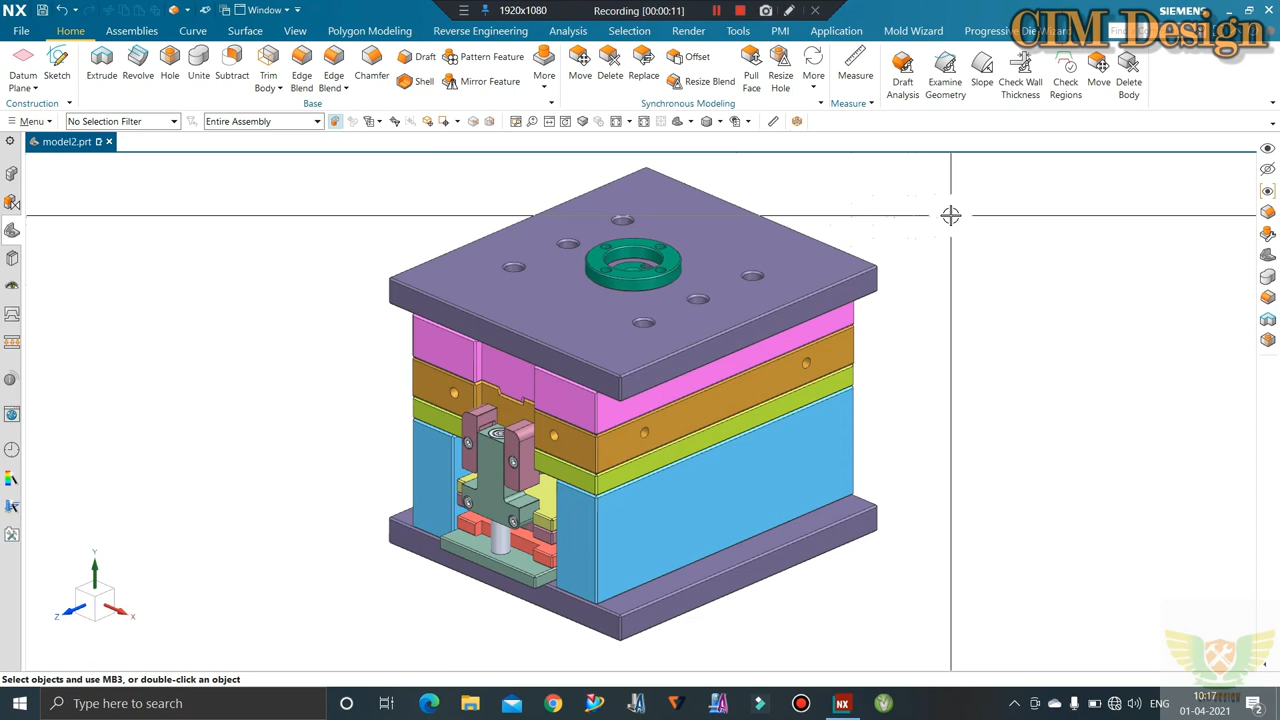 NX
Window
1920x1080
Recording [00:00:11]
SIEMENS
CIM Design
File
Home
Assemblies
Curve
Surface
View
Polygon Modeling
Reverse Engineering
Analysis
Selection
Render
Tools
PMI
Application
Mold Wizard
Progressive Die Wizard
Datum Plane
Sketch
Extrude
Revolve
Hole
Unite
Subtract
Trim Body
Edge Blend
Edge Blend
Chamfer
Draft
Shell
Pattern Feature
Mirror Feature
More
Move
Delete
Replace
Offset
Resize Blend
Pull Face
Resize Hole
More
Measure
Draft Analysis
Examine Geometry
Slope
Check Wall Thickness
Check Regions
Move
Delete Body
Construction
Base
Synchronous Modeling
Measure
Menu
No Selection Filter
Entire Assembly
model2.prt
Y
Z
X
Select objects and use MB3, or double-click an object
Type here to search
ENG
10:17
01-04-2021
2